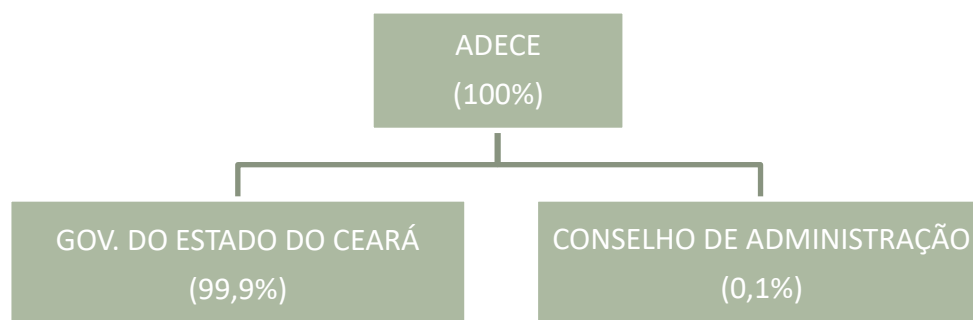 ADECE
(100%)
GOV. DO ESTADO DO CEARÁ
(99,9%)
CONSELHO DE ADMINISTRAÇÃO
(0,1%)